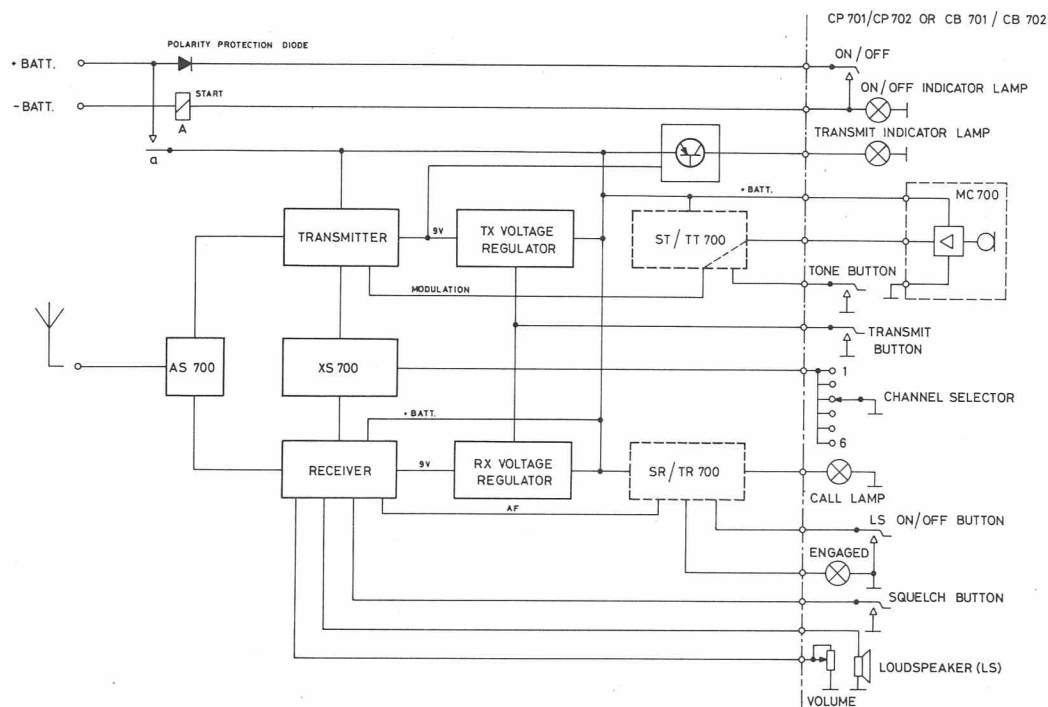 CP 701/CP 702 OR CB 701 / CB 702
POLARITY PROTECTION DIODE
ON/OFF
+ BATT.
ON/OFF INDICATOR LAMP
START
- BATT.
A
TRANSMIT INDICATOR LAMP
a
+ BATT.
MC 700
TRANSMITTER
9V
TX VOLTAGE
REGULATOR
ST/TT 700
TONE BUTTON
MODULATION
TRANSMIT
BUTTON
AS 700
XS 700
1
CHANNEL SELECTOR
+ BATT.
6
RECEIVER
9V
RX VOLTAGE
REGULATOR
SR/TR 700
CALL LAMP
AF
LS ON/OFF BUTTON
ENGAGED
SQUELCH BUTTON
LOUDSPEAKER (LS)
VOLUME